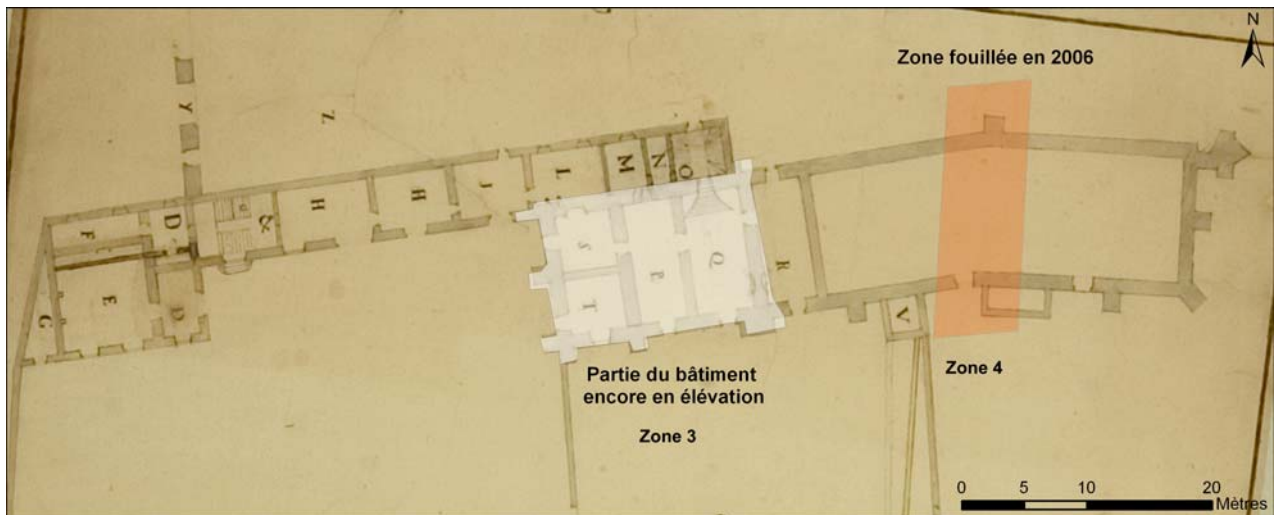 N
Zone fouillée en 2006
Y
Z
M
N
O
L
J
H
H
&
D
F
E
D
G
S
P
Q
R
T
V
Partie du bâtiment
encore en élévation
Zone 3
Zone 4
0 5 10 20
Mètres